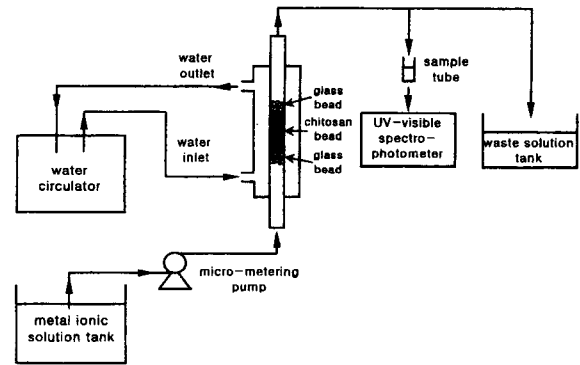 water
outlet
glass
bead
chitosan
bead
glass
bead
sample
tube
UV-visible
spectro-
photometer
waste solution
tank
water
inlet
water
circulator
micro-metering
pump
metal ionic
solution tank